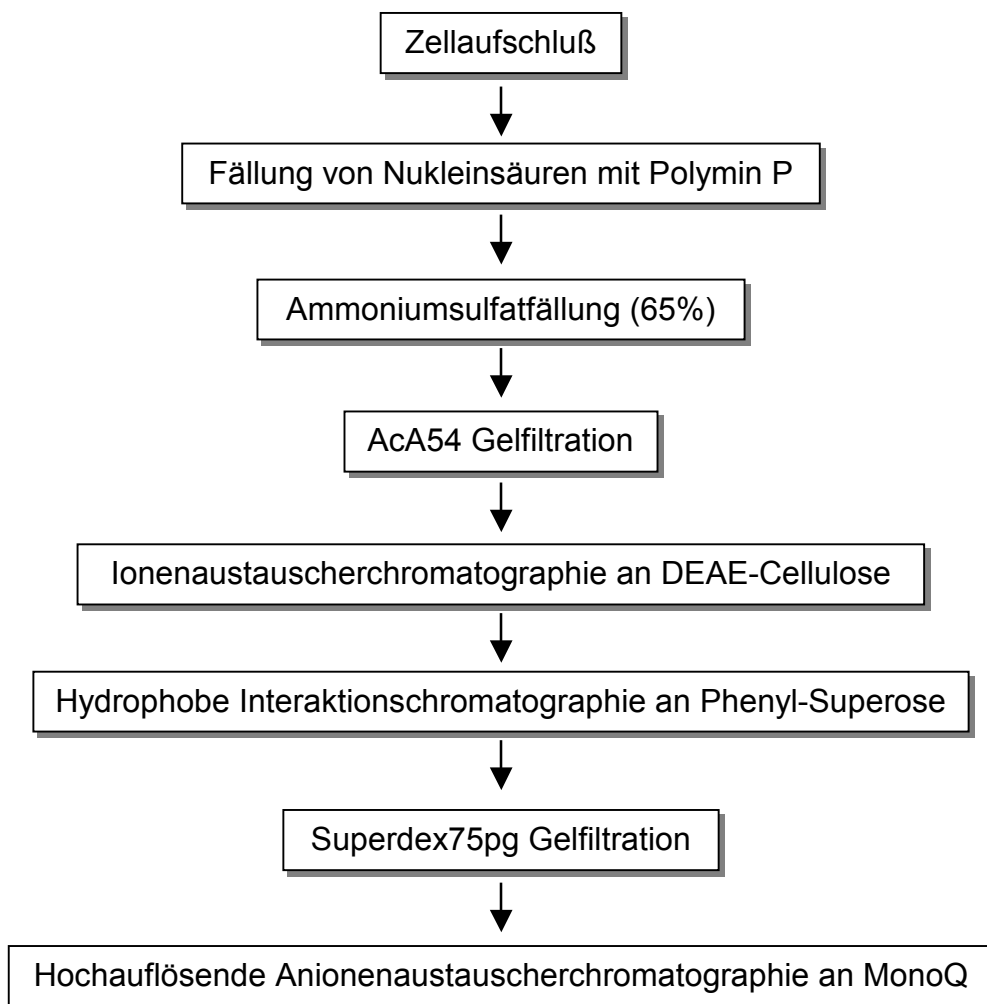 Zellaufschluß
Fällung von Nukleinsäuren mit Polymin P
Ammoniumsulfatfällung (65%)
AcA54 Gelfiltration
Ionenaustauscherchromatographie an DEAE-Cellulose
Hydrophobe Interaktionschromatographie an Phenyl-Superose
Superdex75pg Gelfiltration
Hochauflösende Anionenaustauscherchromatographie an MonoQ